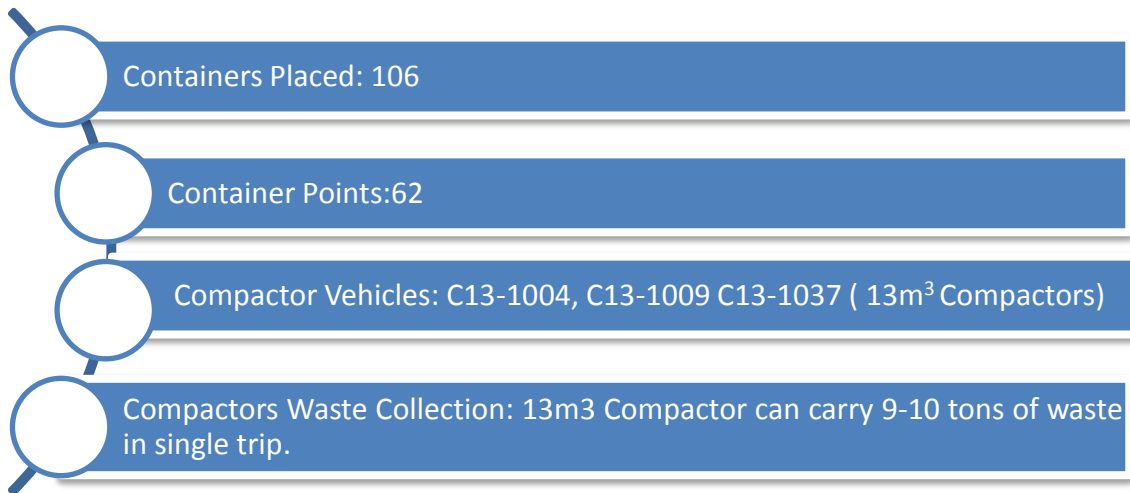 Containers Placed: 106
Container Points:62
Compactor Vehicles: C13-1004, C13-1009 C13-1037 ( 13m³ Compactors)
Compactors Waste Collection: 13m3 Compactor can carry 9-10 tons of waste
in single trip.